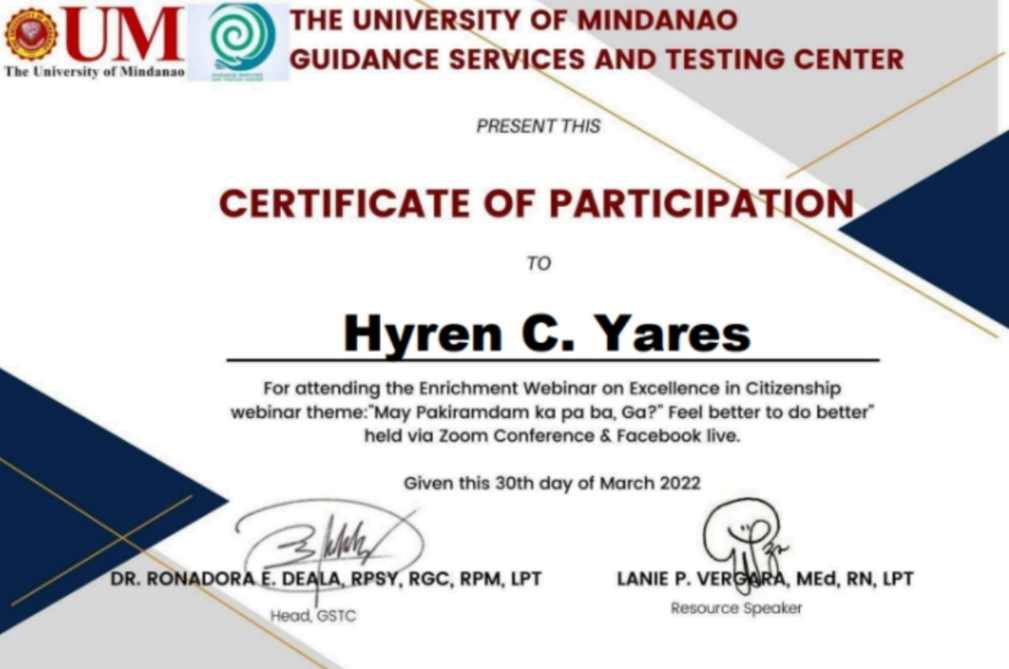 UM
The University of Mindanao
THE UNIVERSITY OF MINDANAO
GUIDANCE SERVICES AND TESTING CENTER
PRESENT THIS
CERTIFICATE OF PARTICIPATION
TO
Hyren C. Yares
For attending the Enrichment Webinar on Excellence in Citizenship
webinar theme:"May Pakiramdam ka pa ba, Ga?" Feel better to do better"
held via Zoom Conference & Facebook live.
Given this 30th day of March 2022
DR. RONADORA E. DEALA, RPSY, RGC, RPM, LPT
Head, GSTC
LANIE P. VERGARA, MEd, RN, LPT
Resource Speaker